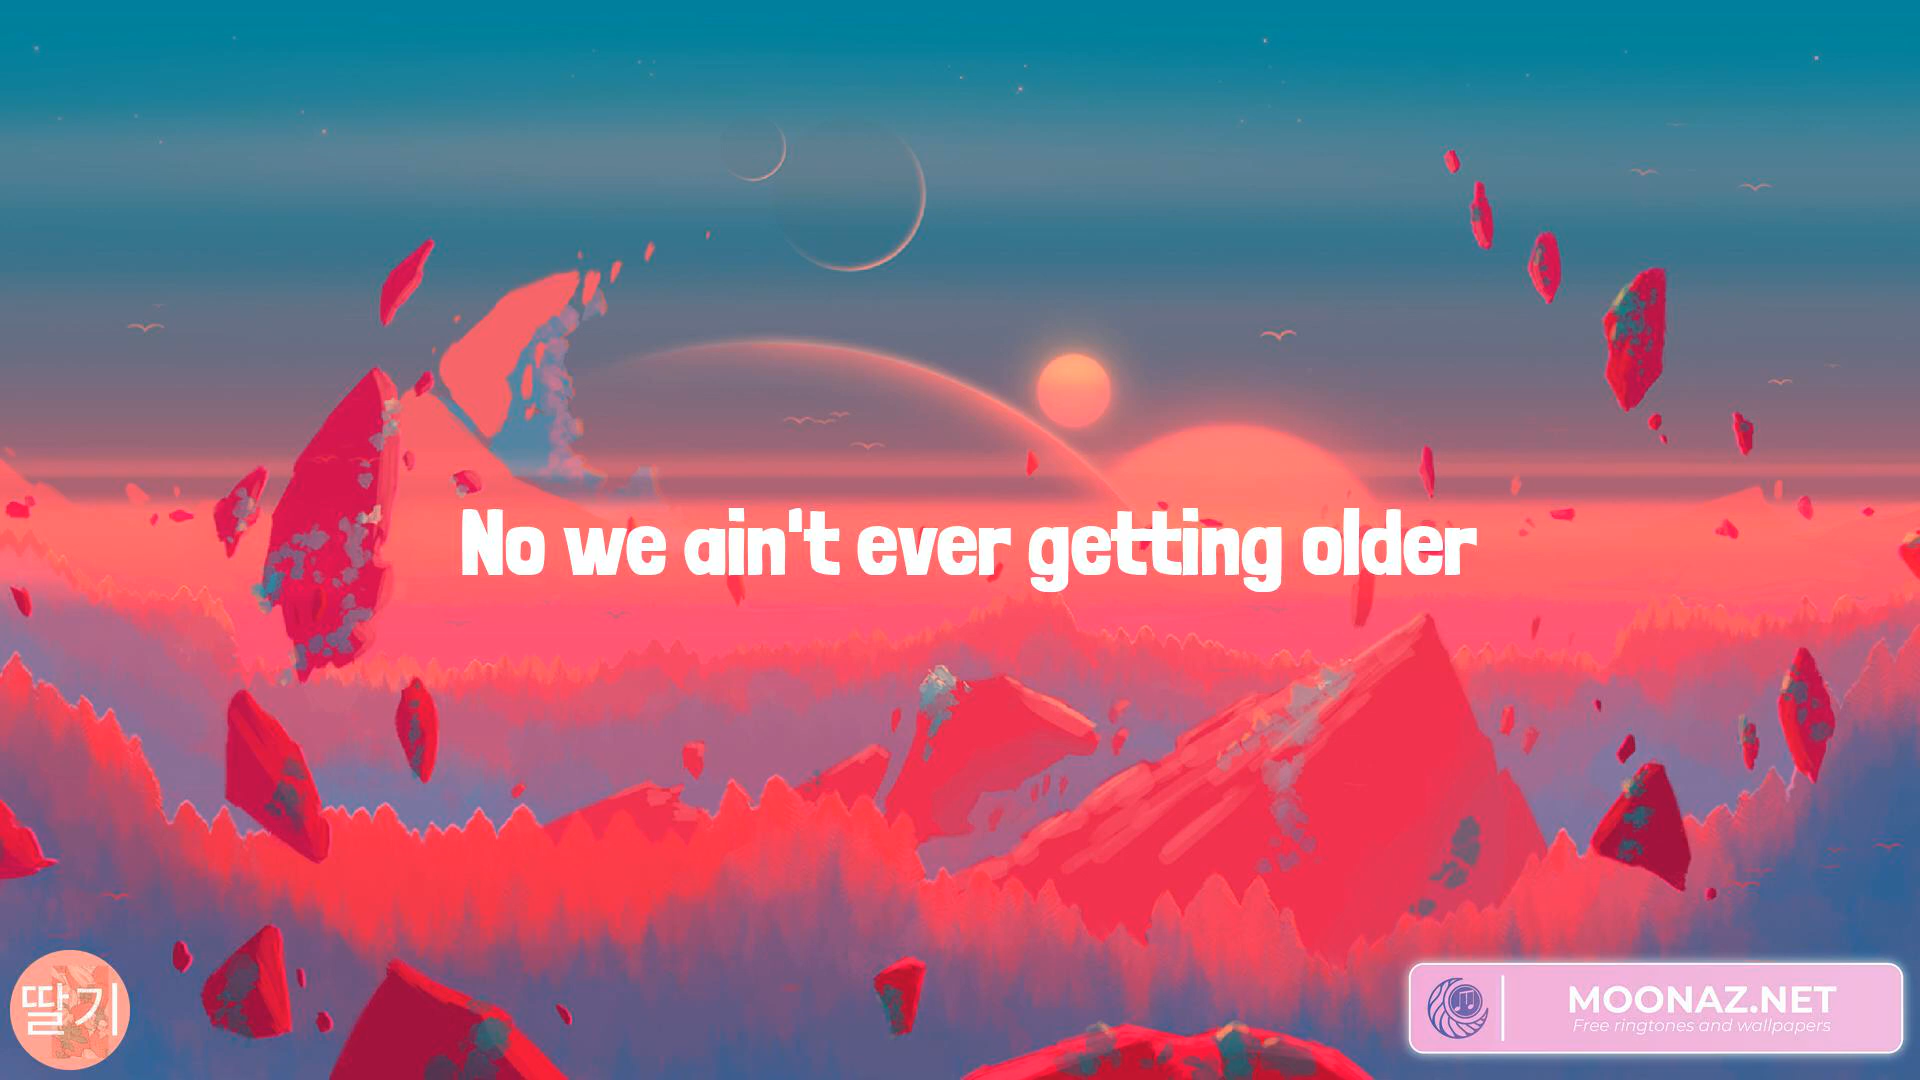 No we ain't ever getting older
딸기
MOONAZ.NET
Free ringtones and wallpapers